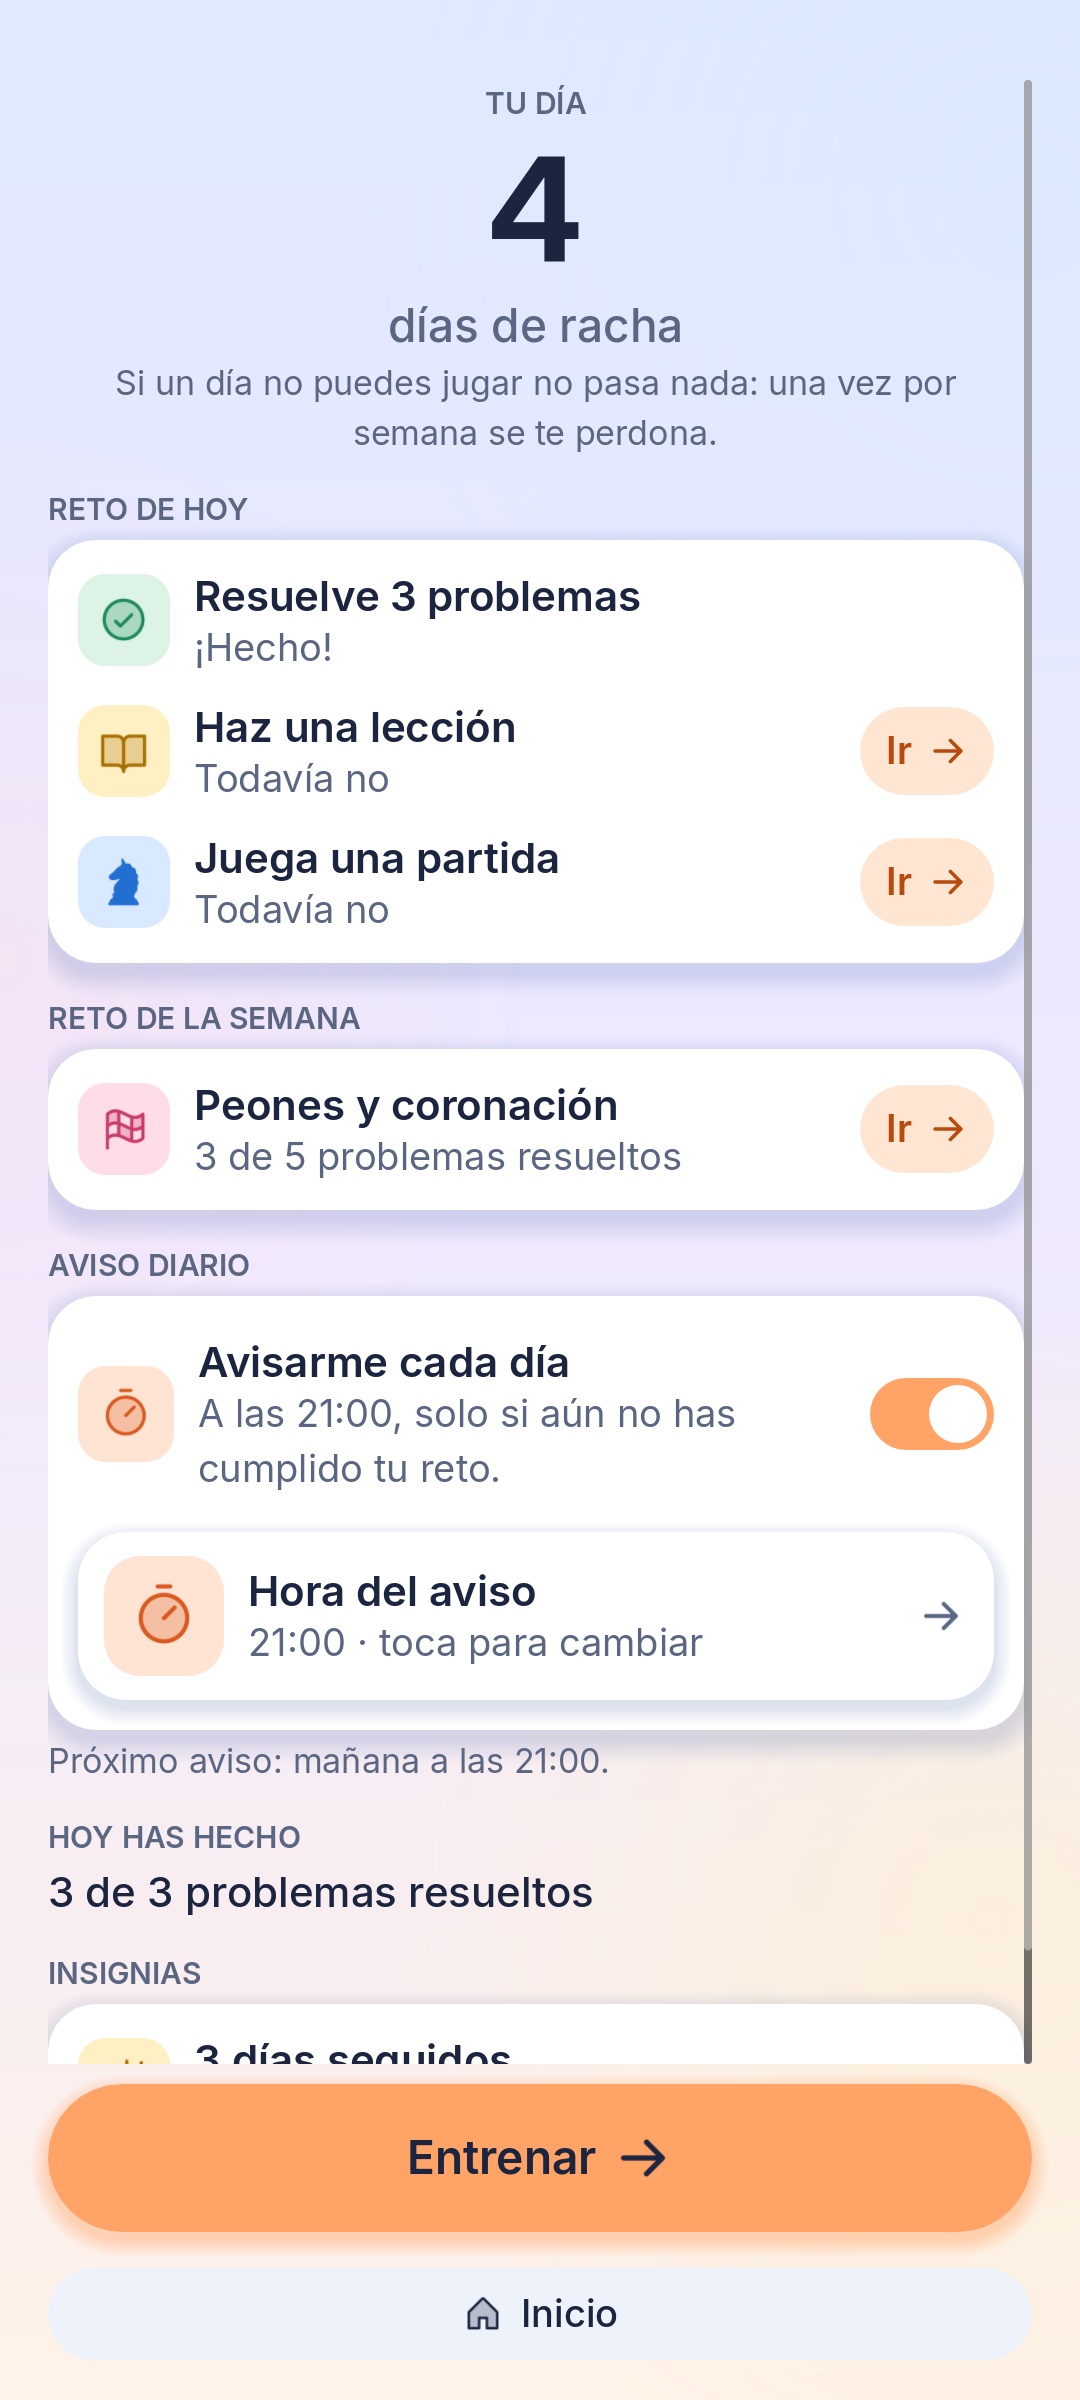 TU DÍA
4
días de racha
Si un día no puedes jugar no pasa nada: una vez por
semana se te perdona.
RETO DE HOY
Resuelve 3 problemas
¡Hecho!
Haz una lección
Todavía no
Ir
Juega una partida
Todavía no
Ir
RETO DE LA SEMANA
Peones y coronación
3 de 5 problemas resueltos
Ir
AVISO DIARIO
Avisarme cada día
A las 21:00, solo si aún no has
cumplido tu reto.
Hora del aviso
21:00 · toca para cambiar
Próximo aviso: mañana a las 21:00.
HOY HAS HECHO
3 de 3 problemas resueltos
INSIGNIAS
3 días seguidos
Entrenar
Inicio